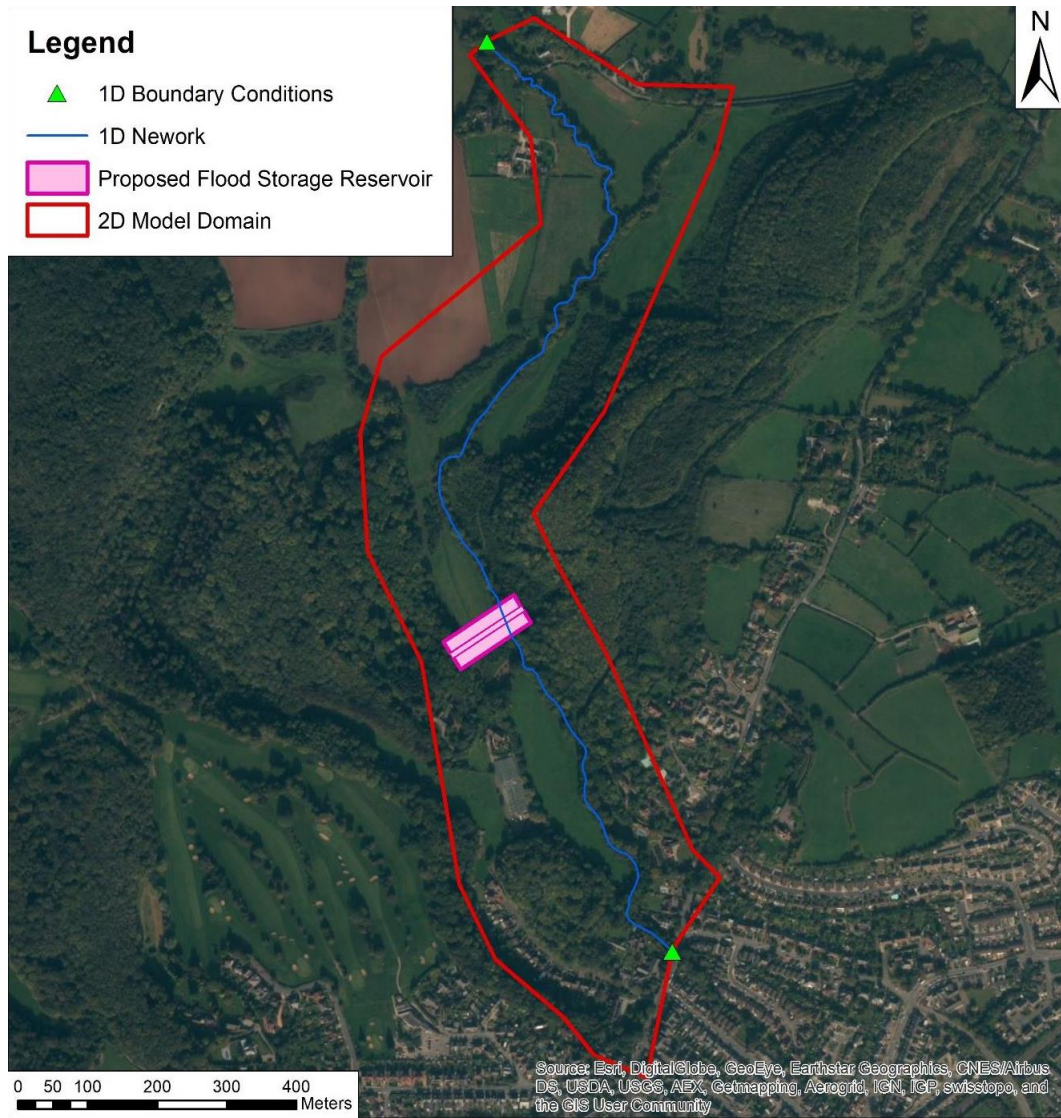 Legend
1D Boundary Conditions
1D Nework
Proposed Flood Storage Reservoir
2D Model Domain
N
0 50 100 200 300 400
Meters
Source: Esri, DigitalGlobe, GeoEye, Earthstar Geographics, CNES/Airbus
DS, USDA, USGS, AEX, Getmapping, Aerogrid, IGN, IGP, swisstopo, and
the GIS User Community